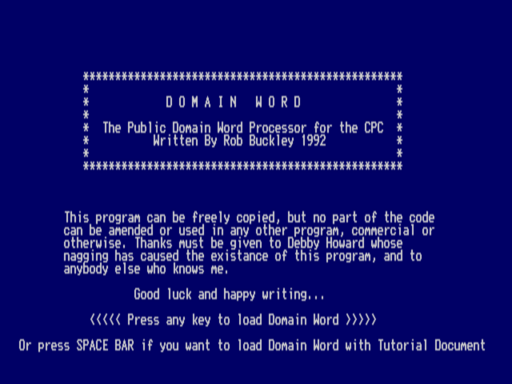 **************************************************
* *
* D O M A I N   W O R D *
* *
* The Public Domain Word Processor for the CPC *
* Written By Rob Buckley 1992 *
* *
**************************************************
This program can be freely copied, but no part of the code
can be amended or used in any other program, commercial or
otherwise. Thanks must be given to Debby Howard whose
nagging has caused the existance of this program, and to
anybody else who knows me.
Good luck and happy writing...
<<<<< Press any key to load Domain Word >>>>>
Or press SPACE BAR if you want to load Domain Word with Tutorial Document